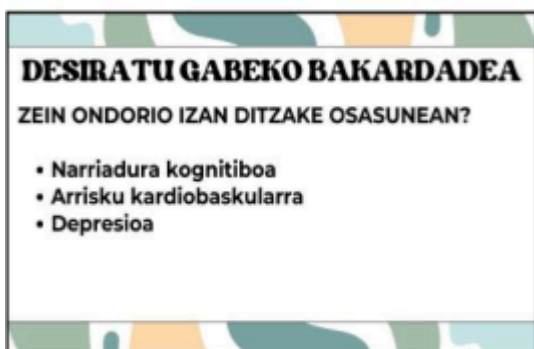 DESIRATU GABEKO BAKARDADEA
ZEIN ONDORIO IZAN DITZAKE OSASUNEAN?
• Narriadura kognitiboa
• Arrisku kardiobaskularra
• Depresioa